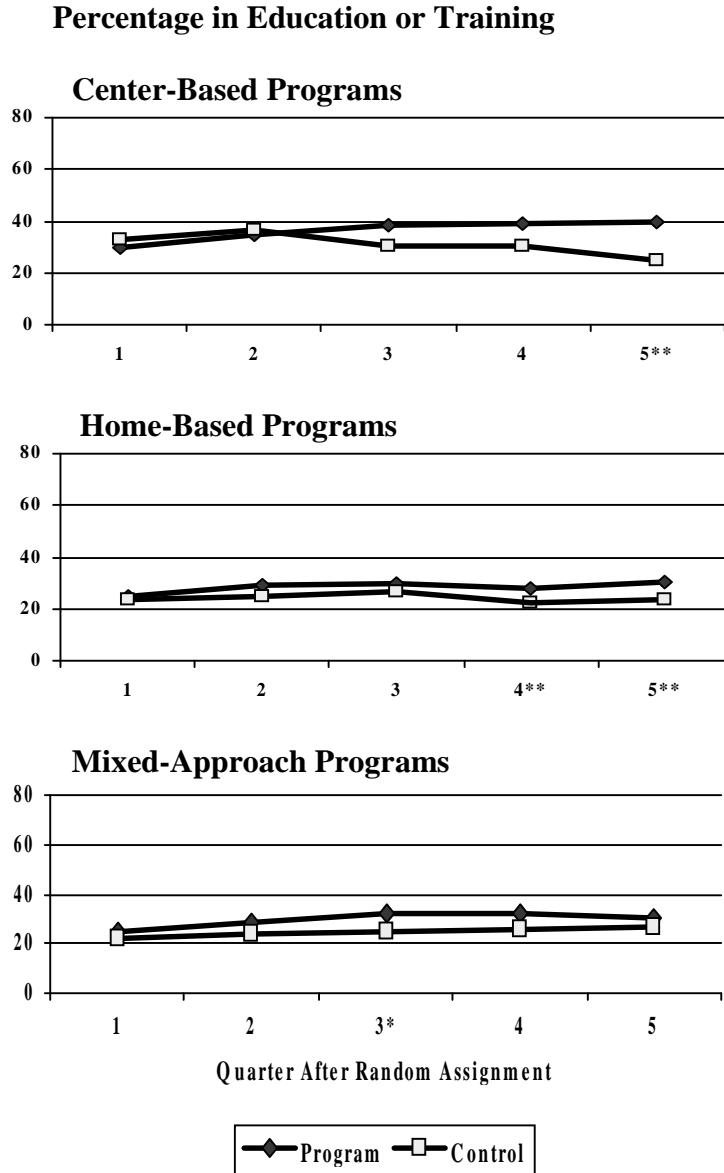 Percentage in Education or Training
Center-Based Programs
80
60
40
20
0
1 2 3 4 5**
Home-Based Programs
80
60
40
20
0
1 2 3 4** 5**
Mixed-Approach Programs
80
60
40
20
0
1 2 3* 4 5
Quarter After Random Assignment
Program Control